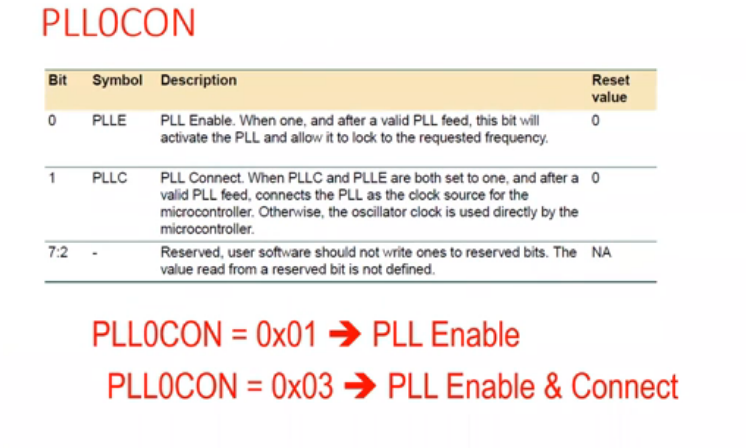 PLL0CON
Bit Symbol Description Reset
value
0 PLLE PLL Enable. When one, and after a valid PLL feed, this bit will 0
activate the PLL and allow it to lock to the requested frequency.
1 PLLC PLL Connect. When PLLC and PLLE are both set to one, and after a 0
valid PLL feed, connects the PLL as the clock source for the
microcontroller. Otherwise, the oscillator clock is used directly by the
microcontroller.
7:2 - Reserved, user software should not write ones to reserved bits. The NA
value read from a reserved bit is not defined.
PLL0CON = 0x01 ➔ PLL Enable
PLL0CON = 0x03 ➔ PLL Enable & Connect